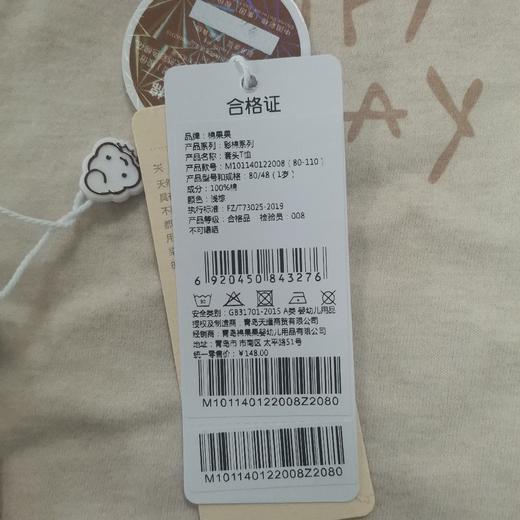 合格证
品牌：棉果果
产品系列：彩棉系列
产品名称：套头T恤
产品款号：M101140122008（80-110）
产品型号和规格：80/48（1岁）
成分：100%棉
颜色：浅棕
执行标准：FZ/T73025-2019
产品等级：合格品 检验员：008
不可嗮晒
6 920450 843276
安全类别：GB31701-2015 A类 婴幼儿用品
授权及制造商：青岛天溥商贸有限公司
经销商：青岛棉果果婴幼儿用品有限公司
地址：青岛市 市南区 太平路51号
统一零售价：￥148.00
M101140122008Z2080
M101140122008Z2080
AY